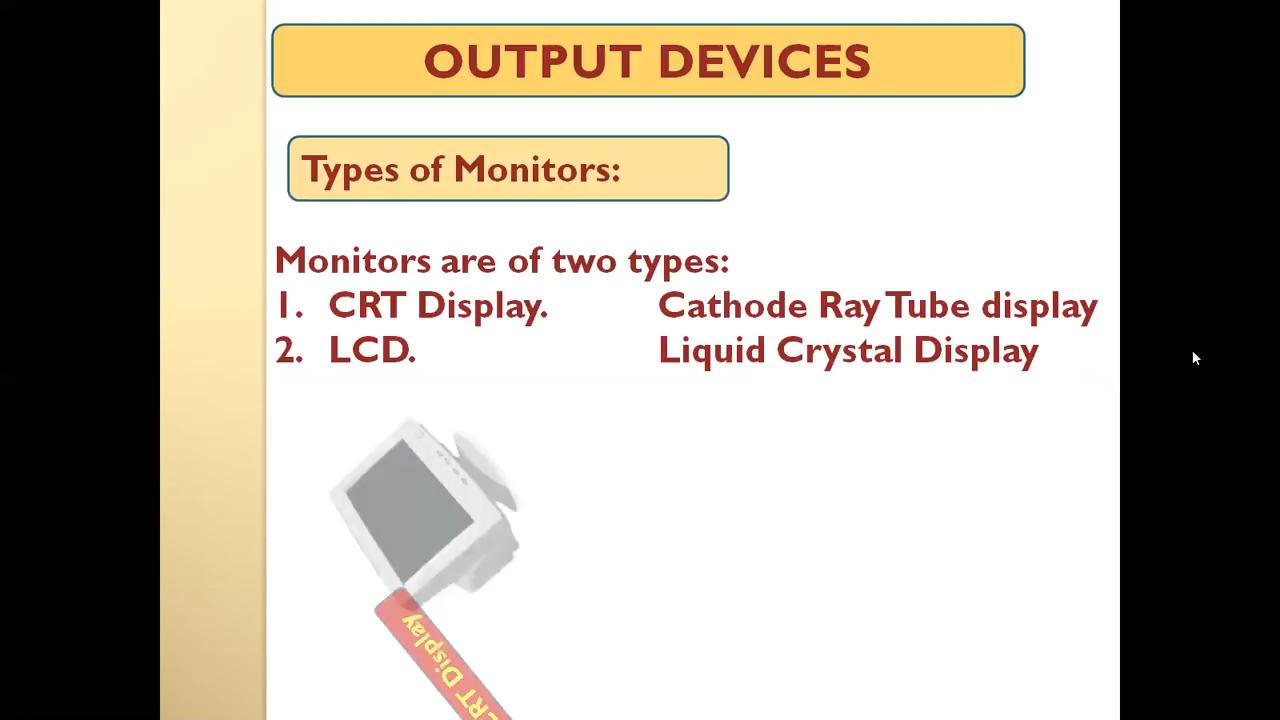 OUTPUT DEVICES
Types of Monitors:
Monitors are of two types:
1. CRT Display. Cathode Ray Tube display
2. LCD. Liquid Crystal Display
CRT Display